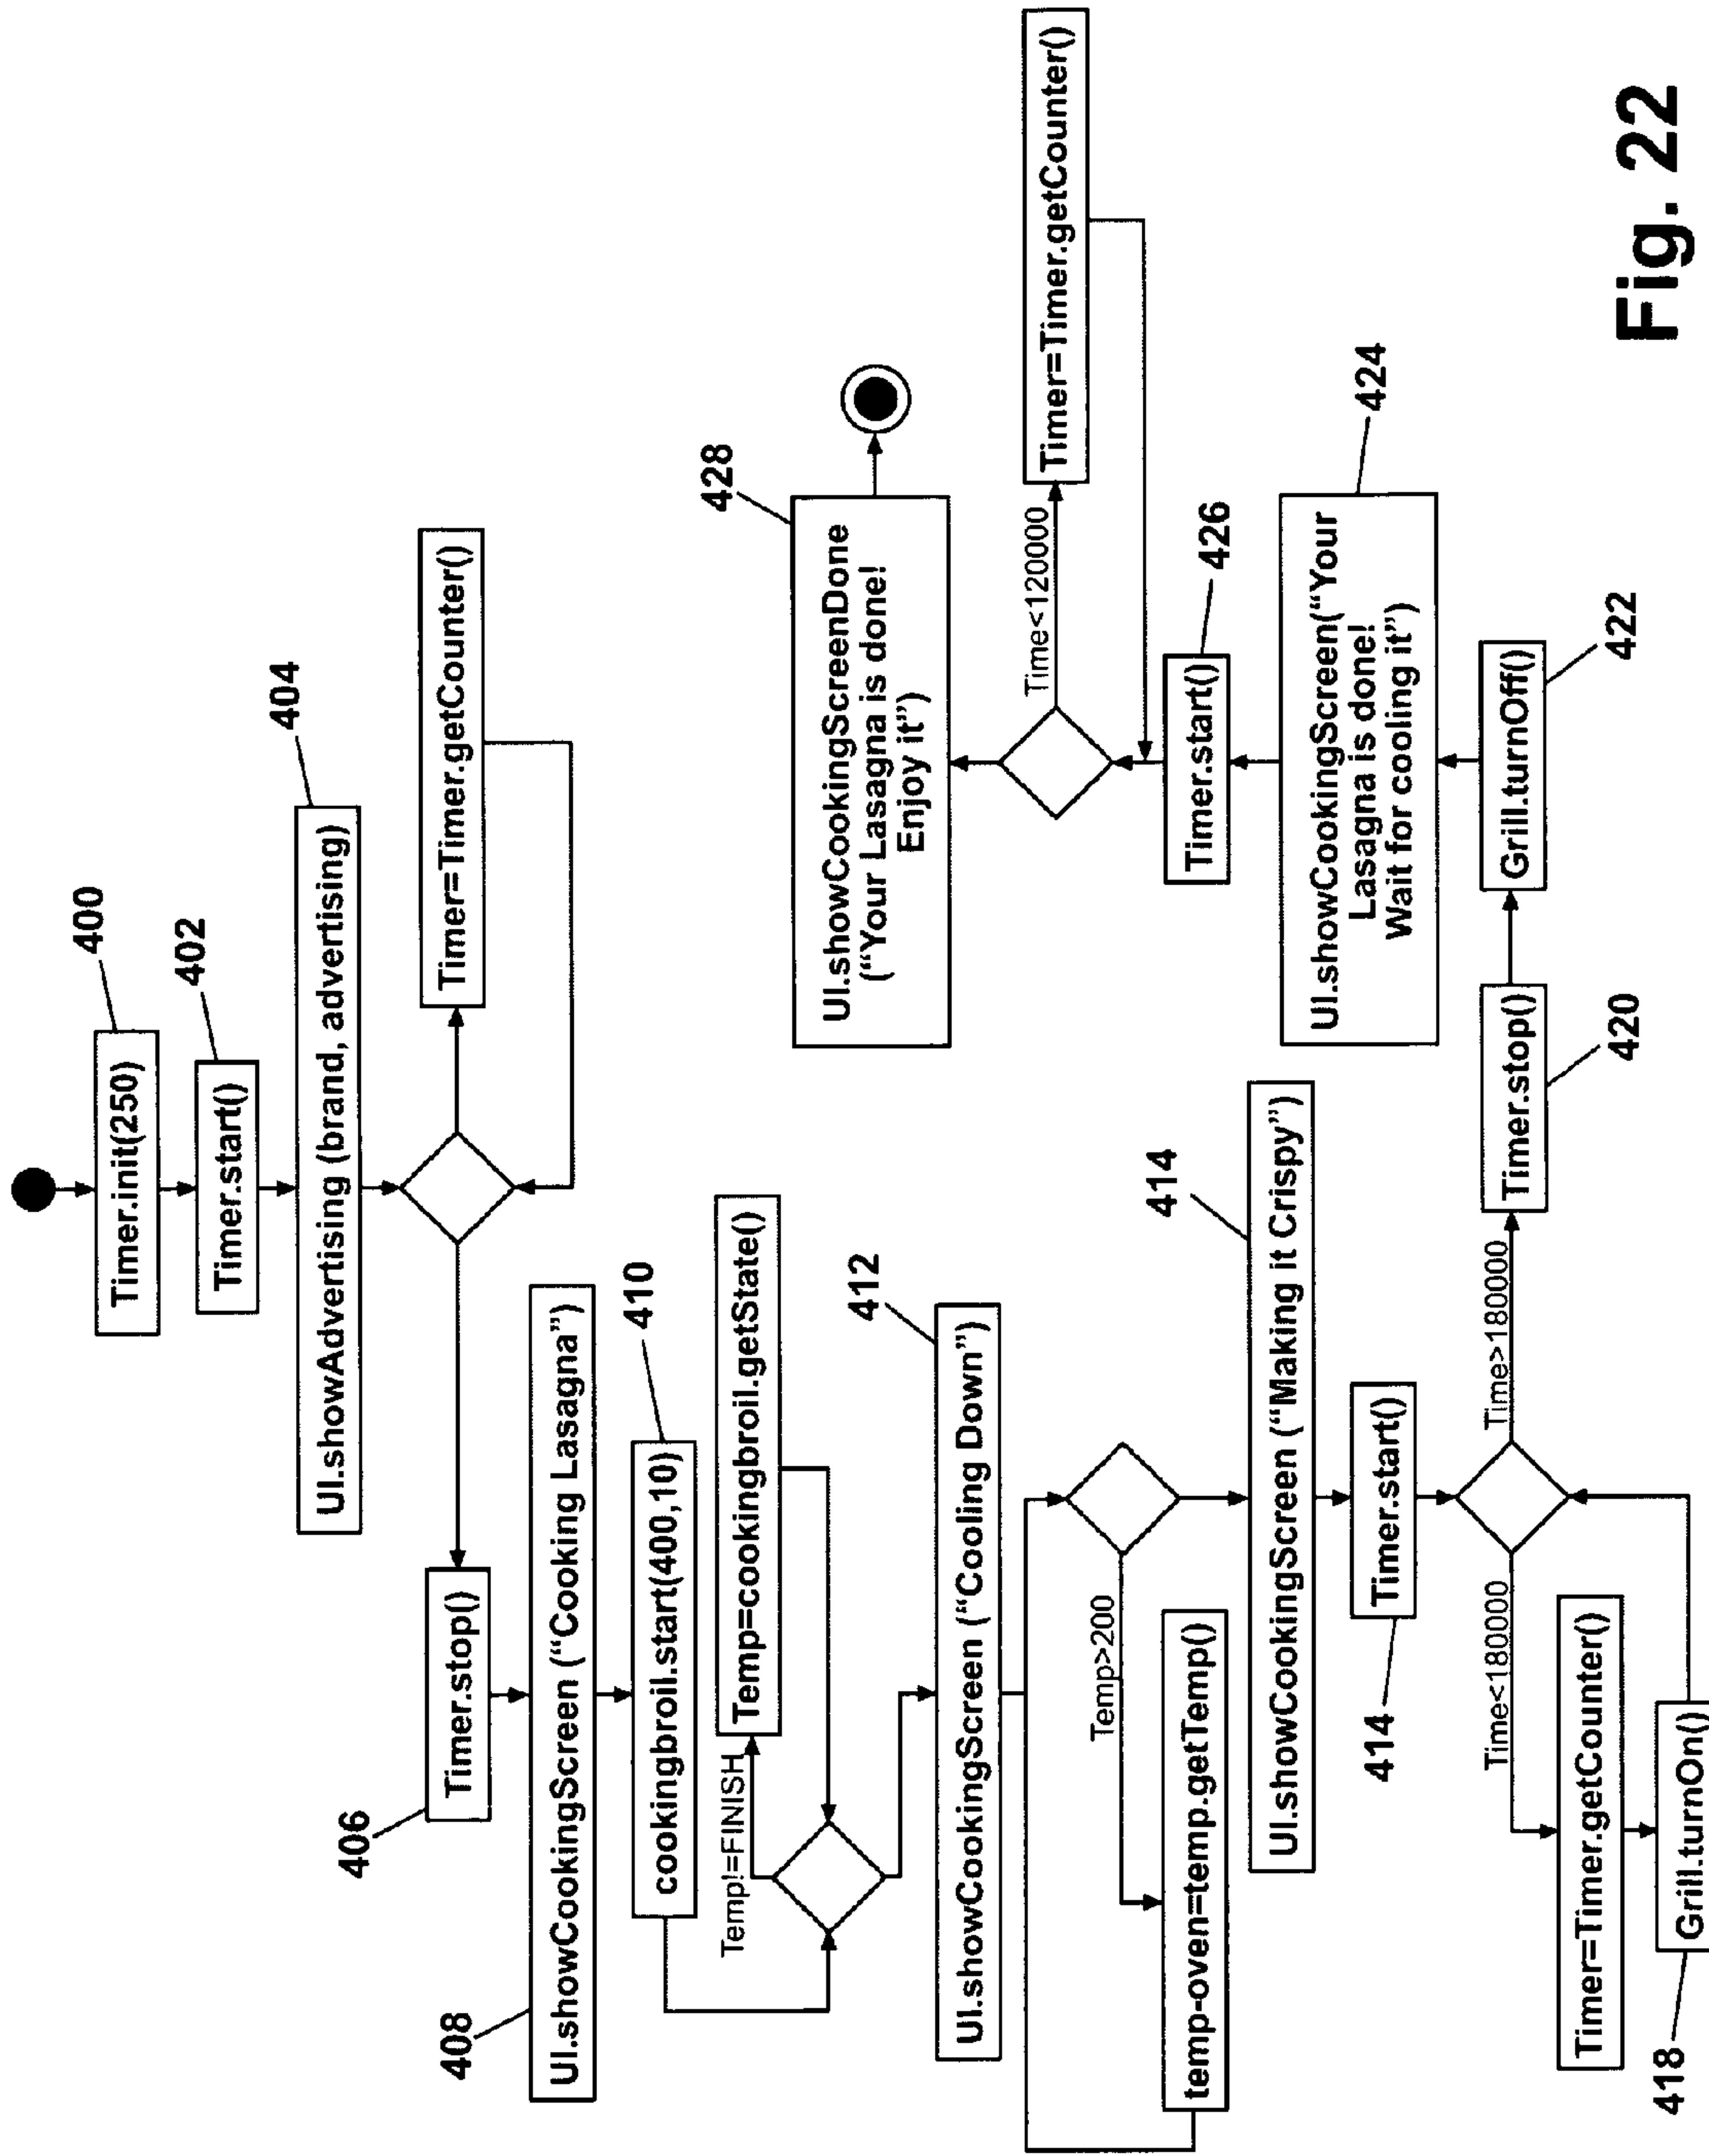 400
Timer.init(250)
402
Timer.start()
404
UI.showAdvertising (brand, advertising)
Timer=Timer.getCounter()
406
Timer.stop()
408
UI.showCookingScreen (“Cooking Lasagna”)
410
cookingbroil.start(400,10)
Temp!=FINISH
Temp=cookingbroil.getState()
412
UI.showCookingScreen (“Cooling Down”)
Temp>200
temp-oven=temp.getTemp()
414
UI.showCookingScreen (“Making it Crispy”)
414
Timer.start()
Time<180000
Time>180000
Timer=Timer.getCounter()
418
Grill.turnOn()
Timer.stop()
420
Grill.turnOff()
422
UI.showCookingScreen(“Your
Lasagna is done!
Wait for cooling it”)
424
Timer.start()
426
Time<120000
Timer=Timer.getCounter()
428
UI.showCookingScreenDone
(“Your Lasagna is done!
Enjoy it”)
Fig. 22